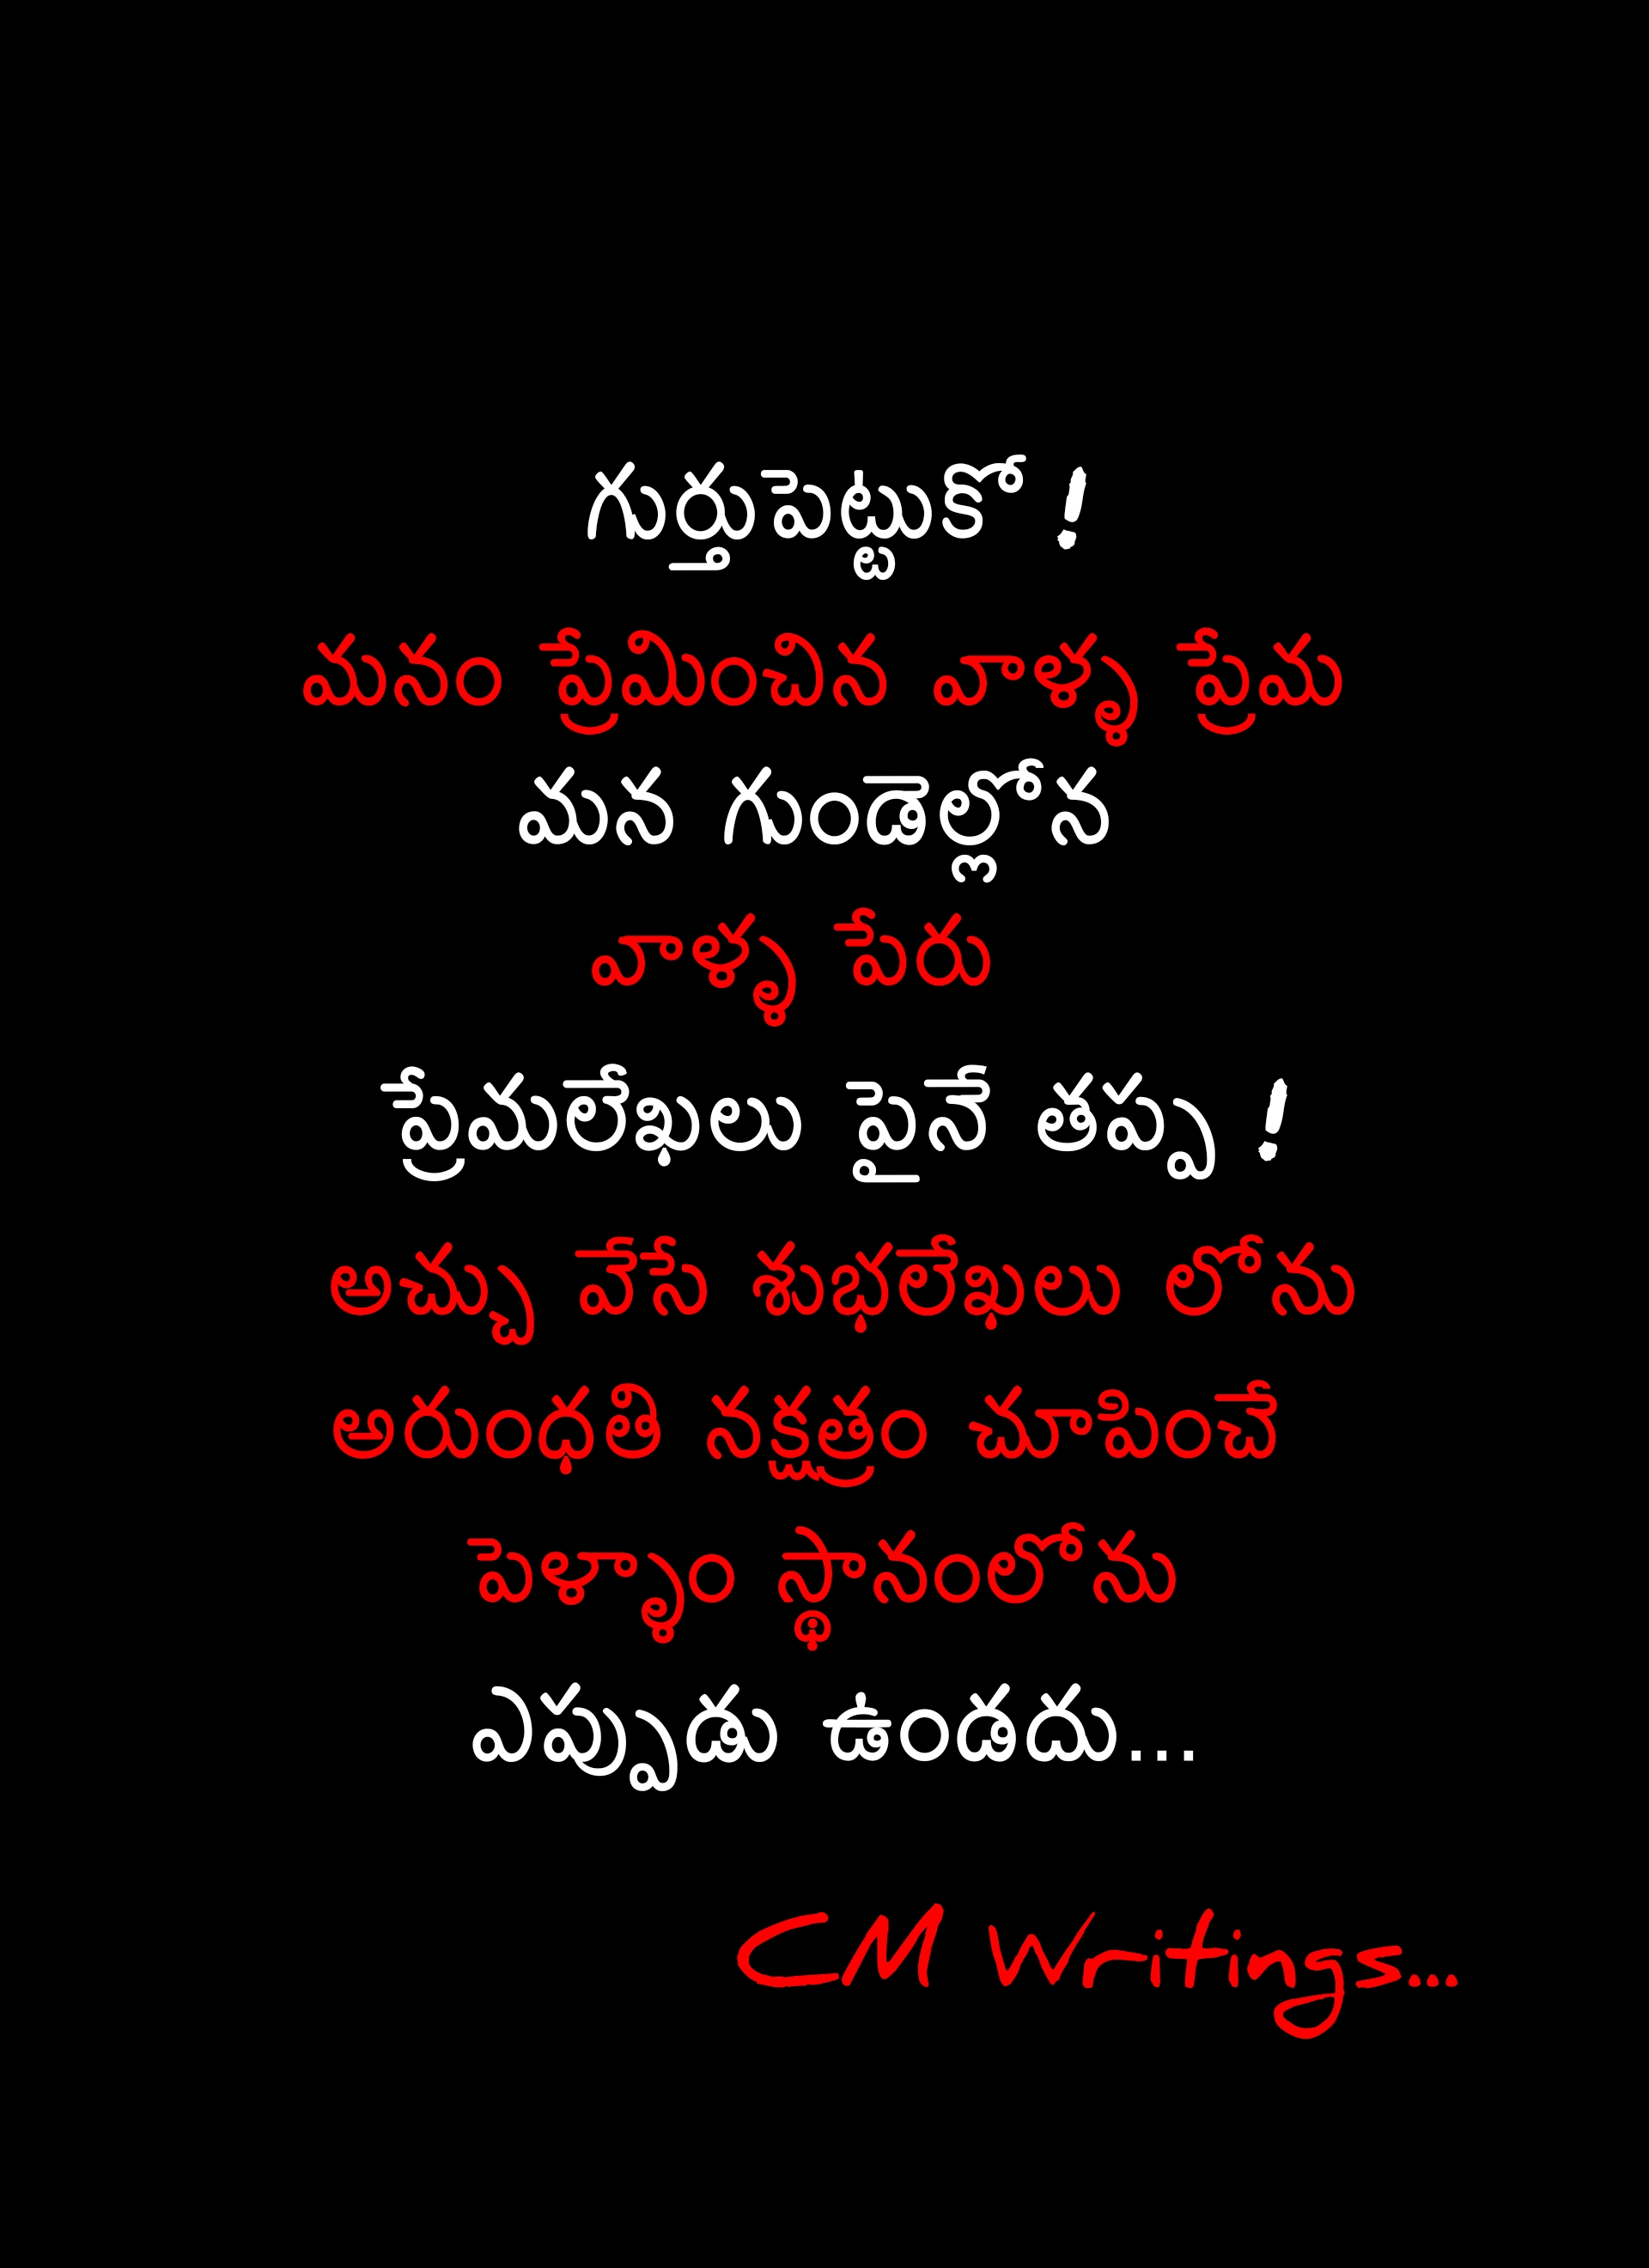 గుర్తుపెట్టుకో !
మనం ప్రేమించిన వాళ్ళ ప్రేమ
మన గుండెల్లోన
వాళ్ళ పేరు
ప్రేమలేఖలు పైనే తప్ప !
అచ్చు వేసే శుభలేఖలు లోను
అరుంధతి నక్షత్రం చూపించే
పెళ్ళాం స్థానంలోను
ఎప్పుడు ఉండదు...
CM Writings...